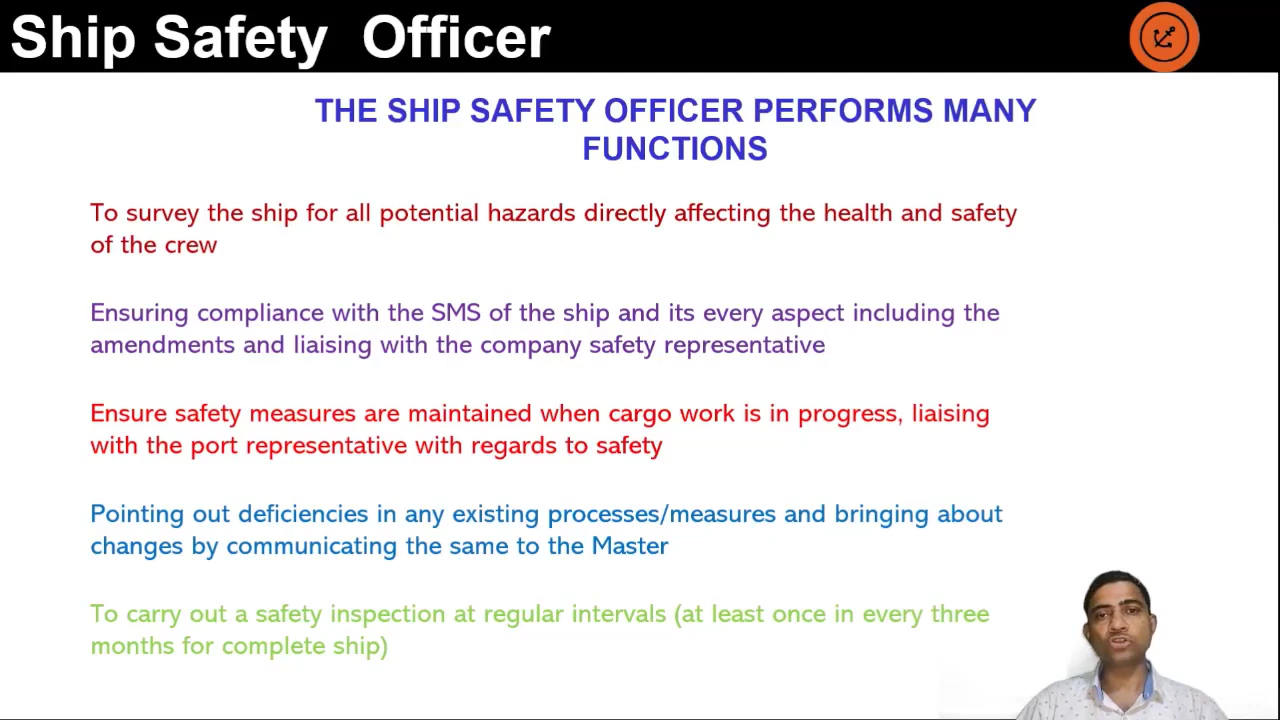 Ship Safety  Officer
THE SHIP SAFETY OFFICER PERFORMS MANY
FUNCTIONS
To survey the ship for all potential hazards directly affecting the health and safety
of the crew
Ensuring compliance with the SMS of the ship and its every aspect including the
amendments and liaising with the company safety representative
Ensure safety measures are maintained when cargo work is in progress, liaising
with the port representative with regards to safety
Pointing out deficiencies in any existing processes/measures and bringing about
changes by communicating the same to the Master
To carry out a safety inspection at regular intervals (at least once in every three
months for complete ship)